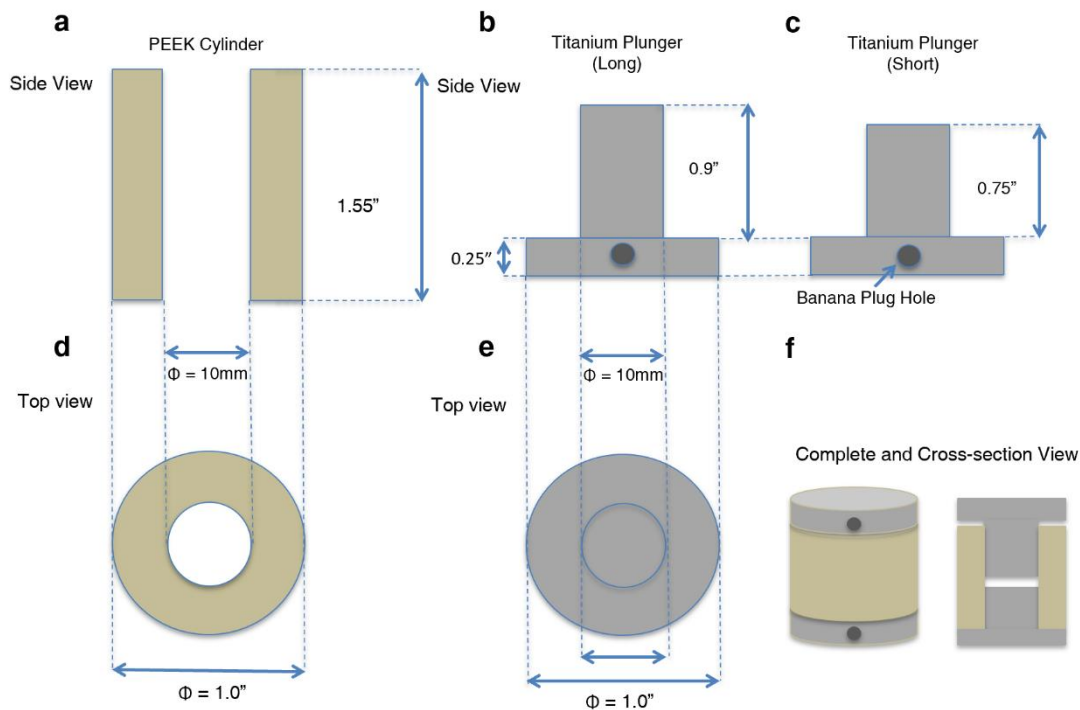 a
PEEK Cylinder
Side View
1.55”
b
Titanium Plunger
(Long)
Side View
0.9”
0.25”
c
Titanium Plunger
(Short)
0.75”
Banana Plug Hole
d
Φ = 10mm
Top view
Φ = 1.0”
e
Φ = 10mm
Top view
Φ = 1.0”
f
Complete and Cross-section View